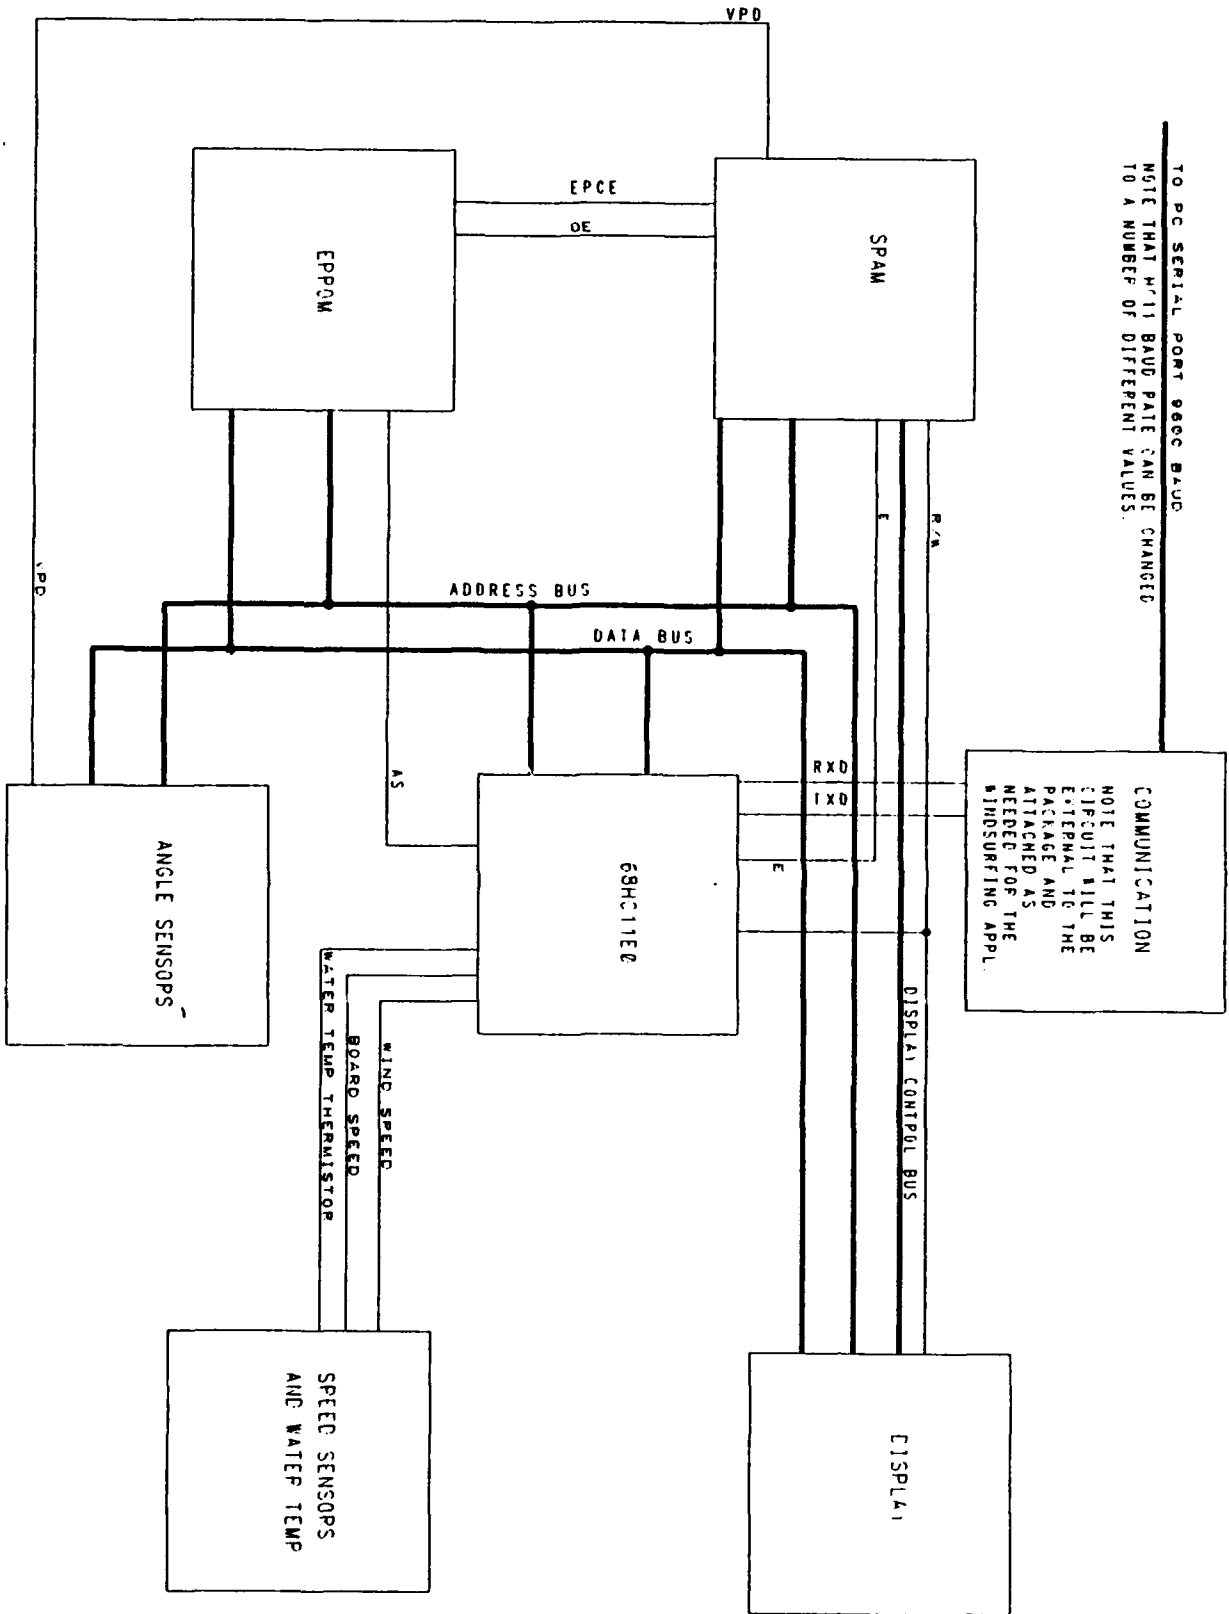 VPD
TO PC SERIAL PORT 9600 BAUD
NOTE THAT HC11 BAUD RATE CAN BE CHANGED
TO A NUMBER OF DIFFERENT VALUES.
EPCE
OE
SRAM
EPROM
E
R/W
VPD
ADDRESS BUS
DATA BUS
AS
RXD
TXD
E
COMMUNICATION
NOTE THAT THIS
CIRCUIT WILL BE
EXTERNAL TO THE
PACKAGE AND
ATTACHED AS
NEEDED FOR THE
WINDSURFING APPL.
68HC11E0
ANGLE SENSORS
DISPLAY CONTROL BUS
WATER TEMP THERMISTOR
BOARD SPEED
WIND SPEED
DISPLAY
SPEED SENSORS
AND WATER TEMP